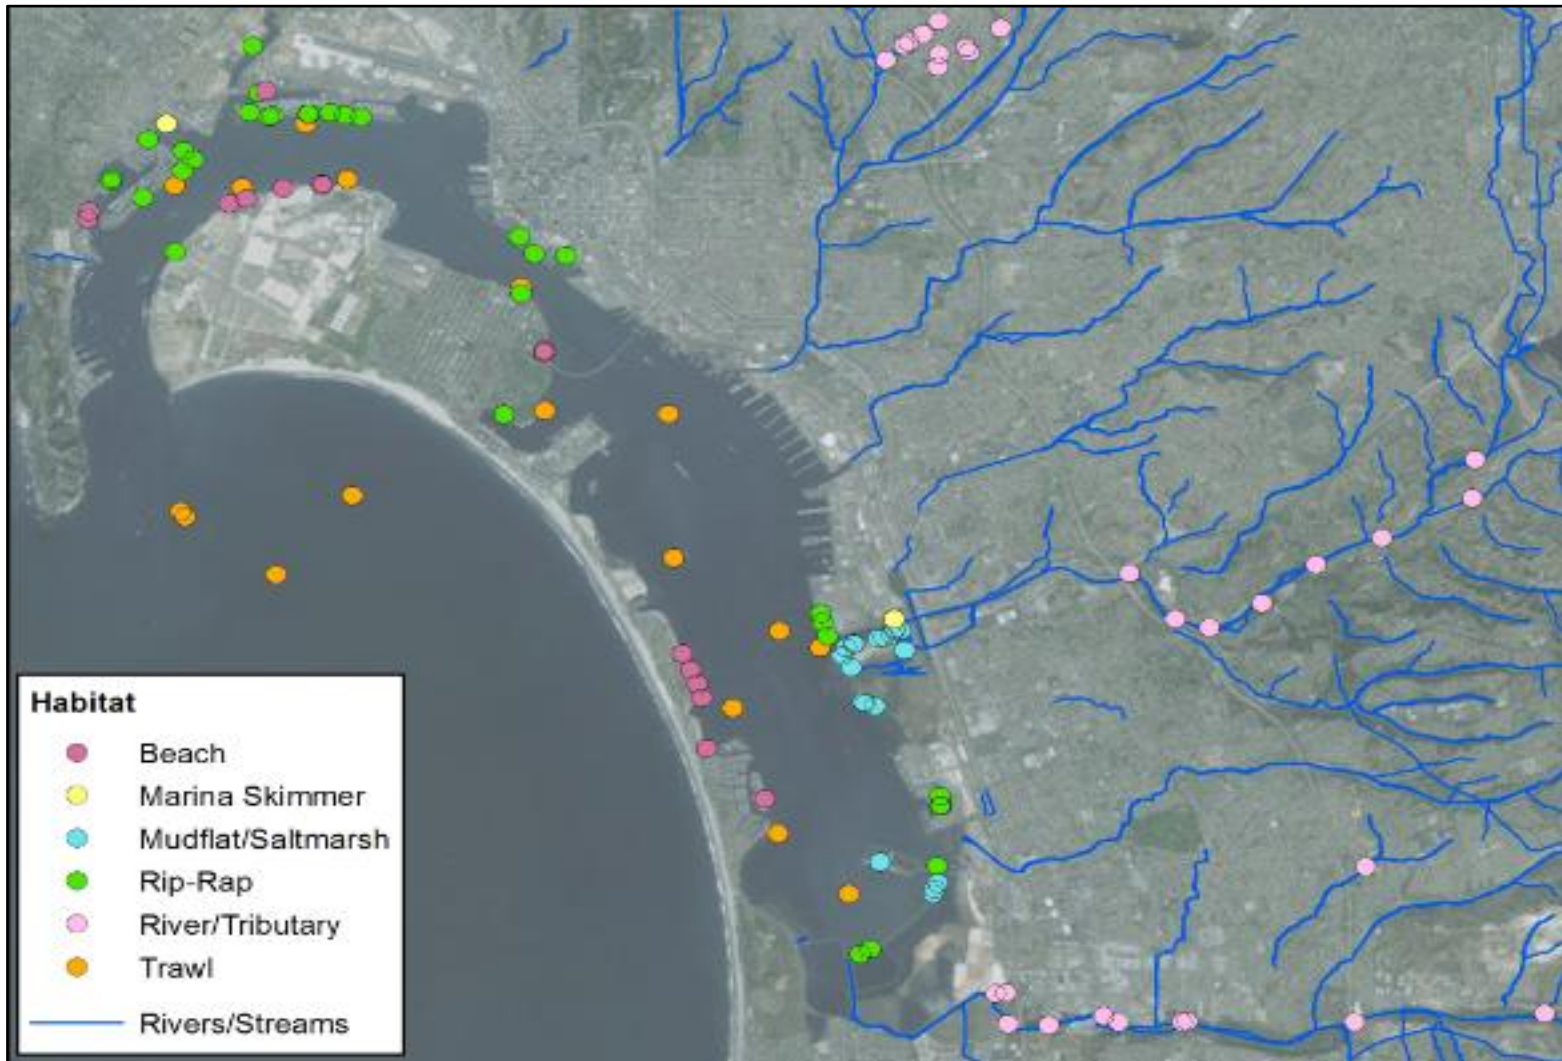 Habitat
Beach
Marina Skimmer
Mudflat/Saltmarsh
Rip-Rap
River/Tributary
Trawl
Rivers/Streams